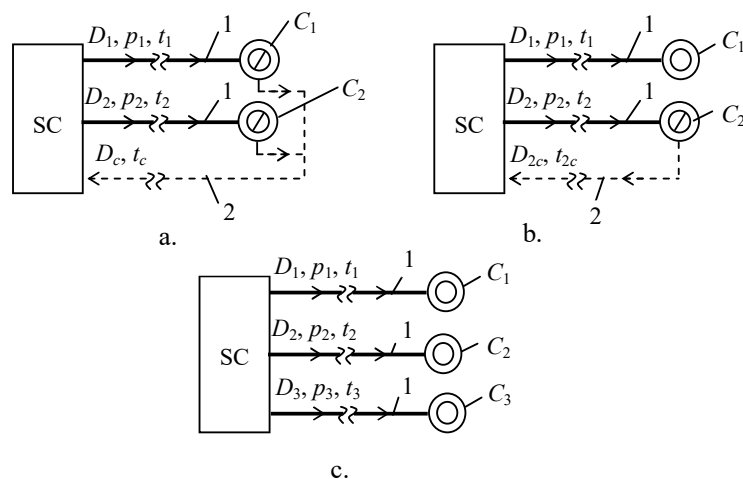 D₁, p₁, t₁ 1 C₁
SC
D₂, p₂, t₂ 1 C₂
D_c, t_c
2
a.
D₁, p₁, t₁ 1 C₁
SC
D₂, p₂, t₂ 1 C₂
D₂c, t₂c
2
b.
D₁, p₁, t₁ 1 C₁
D₂, p₂, t₂ 1 C₂
SC
D₃, p₃, t₃ 1 C₃
c.